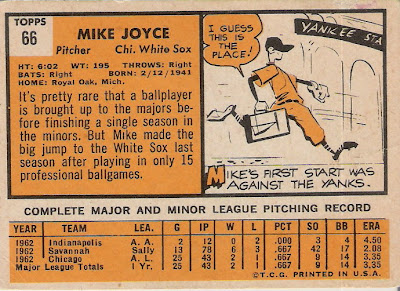 TOPPS
66
MIKE JOYCE
Pitcher Chi. White Sox
HT: 6:02 WT: 195 THROWS: Right
BATS: Right BORN: 2/12/1941
HOME: Royal Oak, Mich.
It's pretty rare that a ballplayer
is brought up to the majors be-
fore finishing a single season in
the minors. But Mike made the
big jump to the White Sox last
season after playing in only 15
professional ballgames.
I GUESS
THIS IS
THE
PLACE!
YANKEE STA
MIKE'S FIRST START WAS
AGAINST THE YANKS.
COMPLETE MAJOR AND MINOR LEAGUE PITCHING RECORD
YEAR TEAM LEA. G IP W L PCT SO BB ERA
1962 Indianapolis A. A. 2 12 0 2 .000 3 4 4.50
1962 Savannah Sally 13 78 6 3 .667 42 17 2.08
1962 Chicago A. L. 25 43 2 1 .667 9 14 3.35
Major League Totals 1 Yr. 25 43 2 1 .667 9 14 3.35
©T.C.G. PRINTED IN U.S.A.